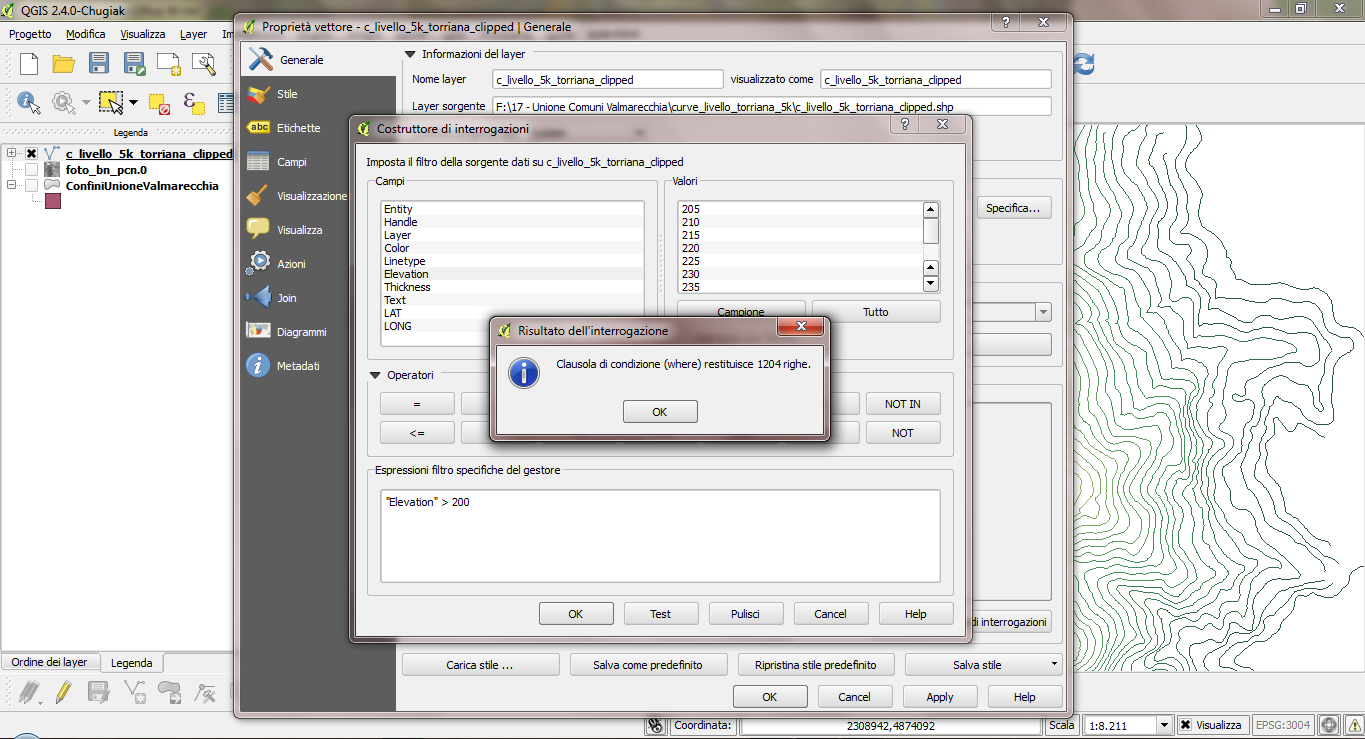 QGIS 2.4.0-Chugiak
Progetto Modifica Visualizza Layer Im
Proprietà vettore - c_livello_5k_torriana_clipped | Generale
Generale
Stile
Etichette
Campi
Visualizzazione
Visualizza
Azioni
Join
Diagrammi
Metadati
Informazioni del layer
Nome layer c_livello_5k_torriana_clipped visualizzato come c_livello_5k_torriana_clipped
Layer sorgente F:\17 - Unione Comuni Valmarecchia\curve_livello_torriana_5k\c_livello_5k_torriana_clipped.shp
Specifica...
di interrogazioni
Legenda
c_livello_5k_torriana_clipped
foto_bn_pcn.0
ConfiniUnioneValmarecchia
abc
Costruttore di interrogazioni
Imposta il filtro della sorgente dati su c_livello_5k_torriana_clipped
Campi
Entity
Handle
Layer
Color
Linetype
Elevation
Thickness
Text
LAT
LONG
Valori
205
210
215
220
225
230
235
Campione Tutto
Risultato dell'interrogazione
Clausola di condizione (where) restituisce 1204 righe.
OK
Operatori
= NOT IN
<= NOT
Espressioni filtro specifiche del gestore
"Elevation" > 200
OK Test Pulisci Cancel Help
Carica stile ... Salva come predefinito Ripristina stile predefinito Salva stile
OK Cancel Apply Help
Ordine dei layer Legenda
Coordinata: 2308942,4874092 Scala 1:8.211 Visualizza EPSG:3004